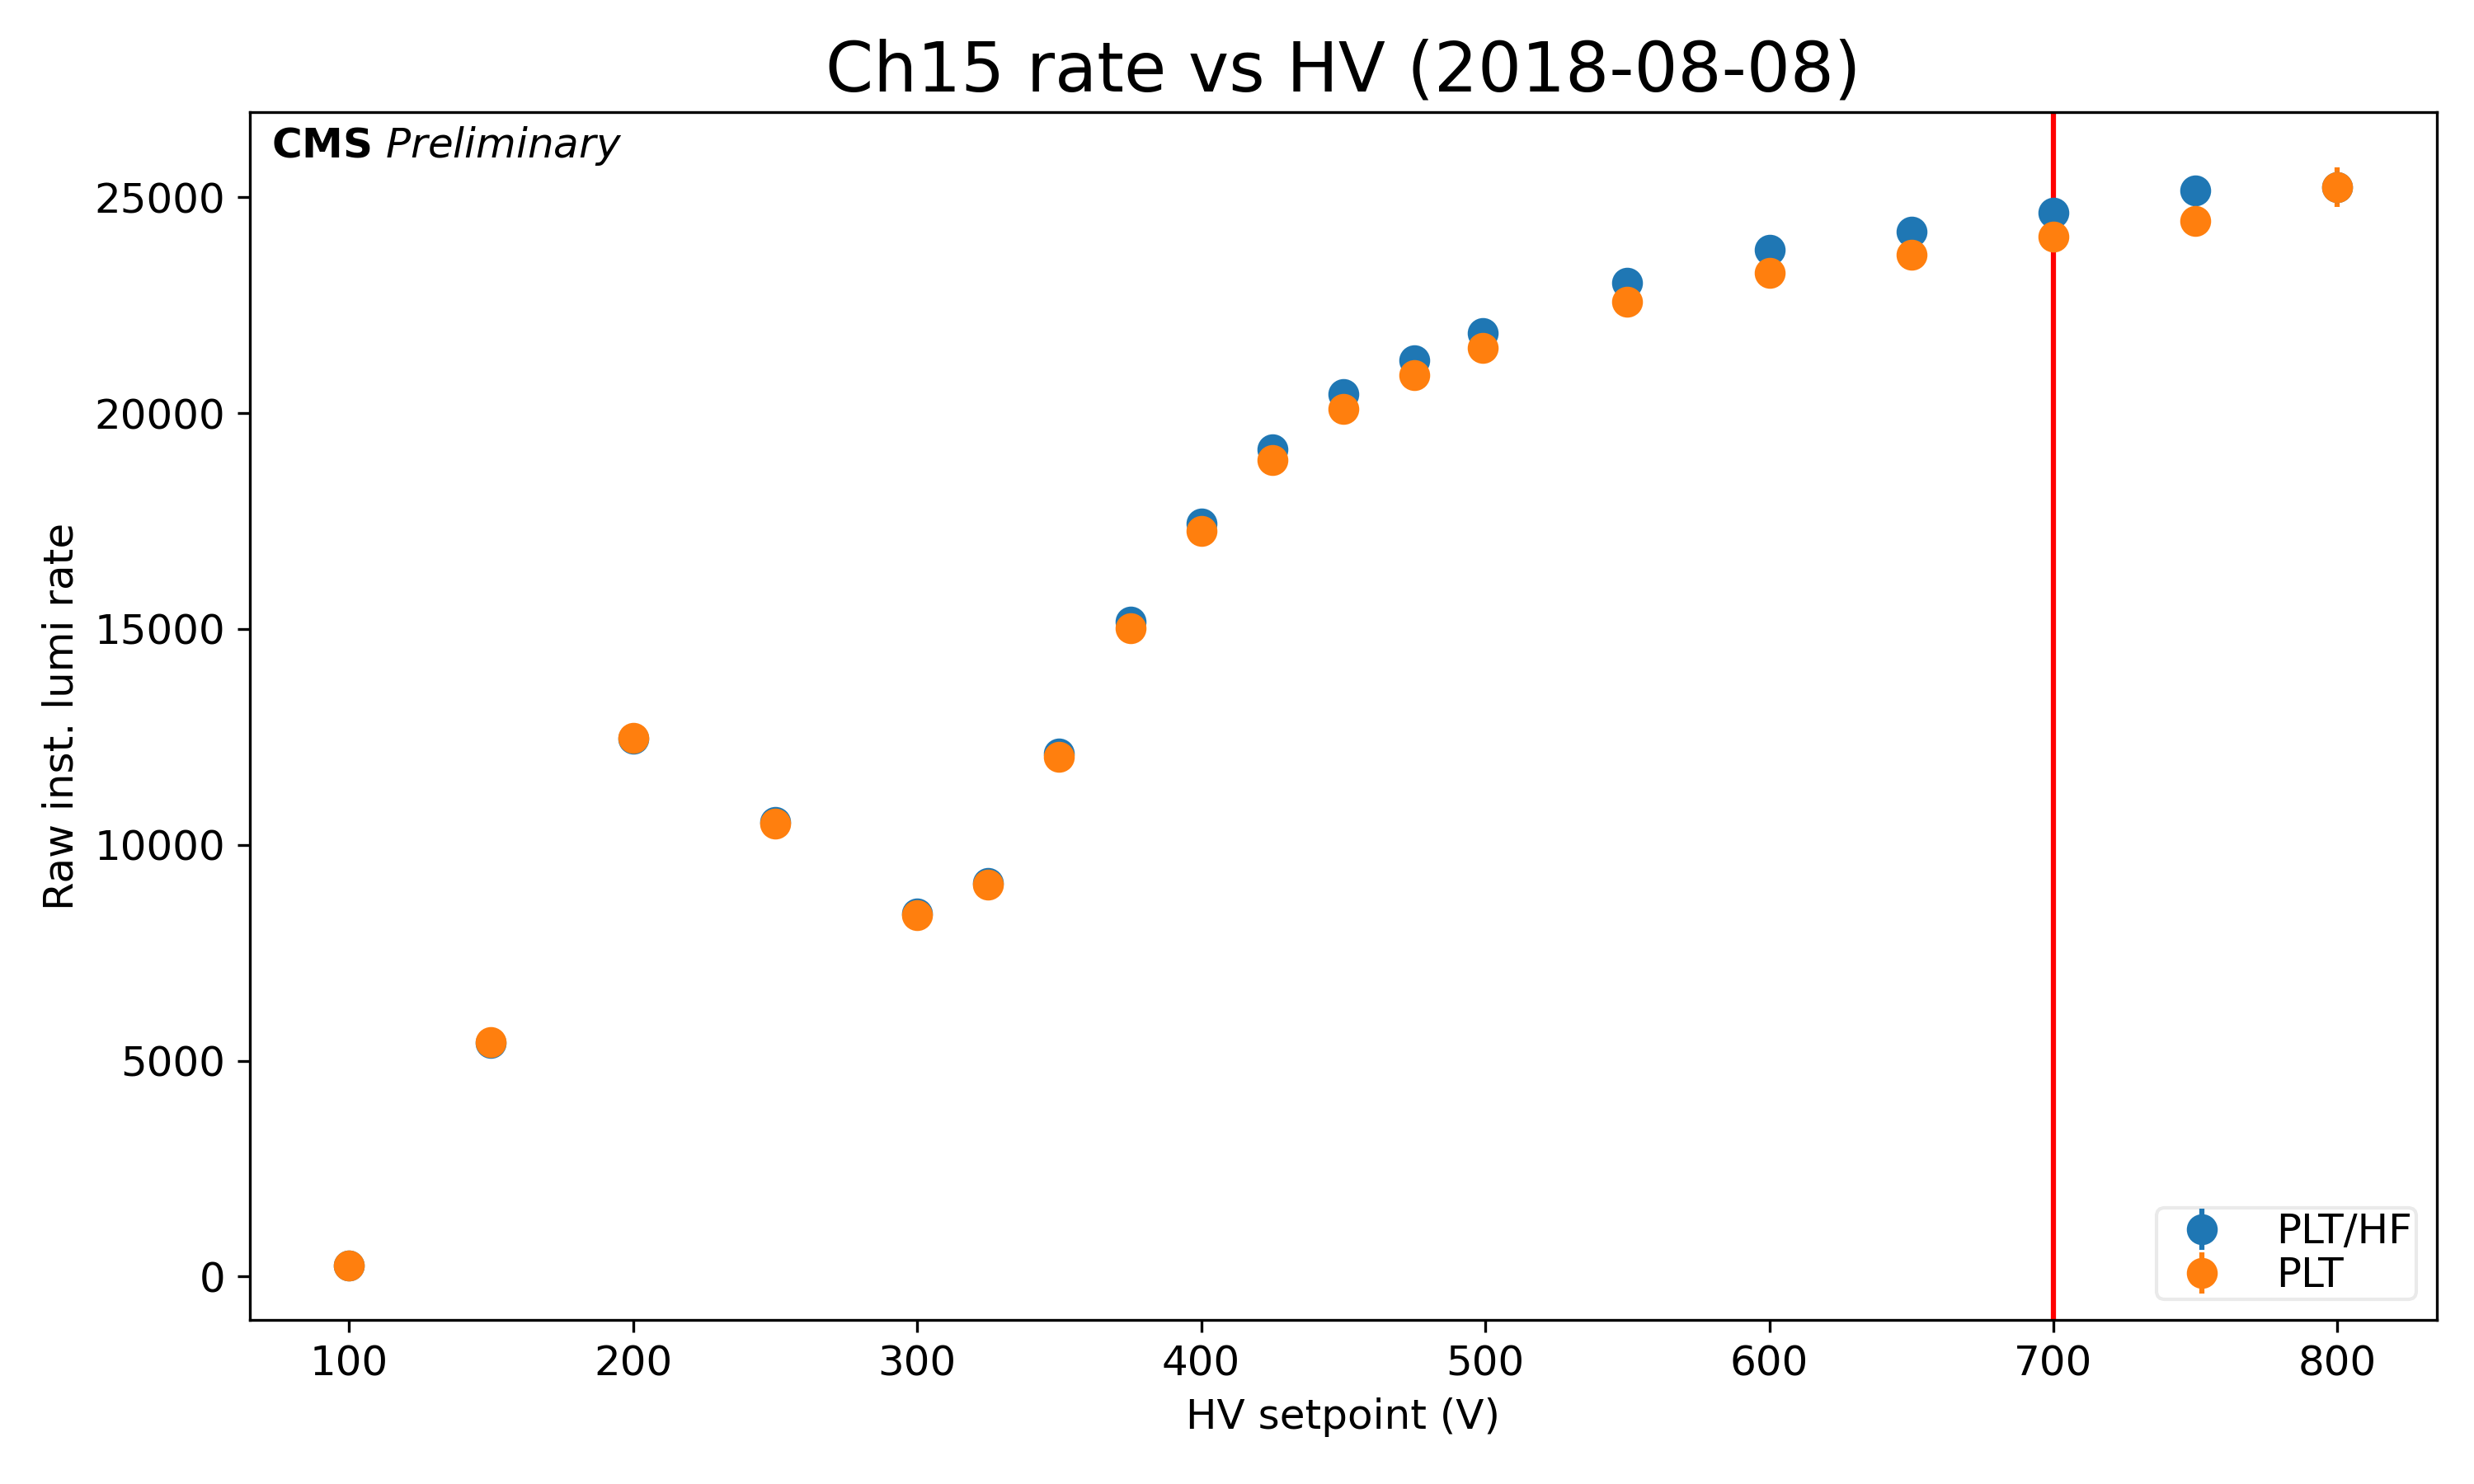 Ch15 rate vs HV (2018-08-08)
CMS Preliminary
Raw inst. lumi rate
25000
20000
15000
10000
5000
0
100 200 300 400 500 600 700 800
HV setpoint (V)
PLT/HF
PLT